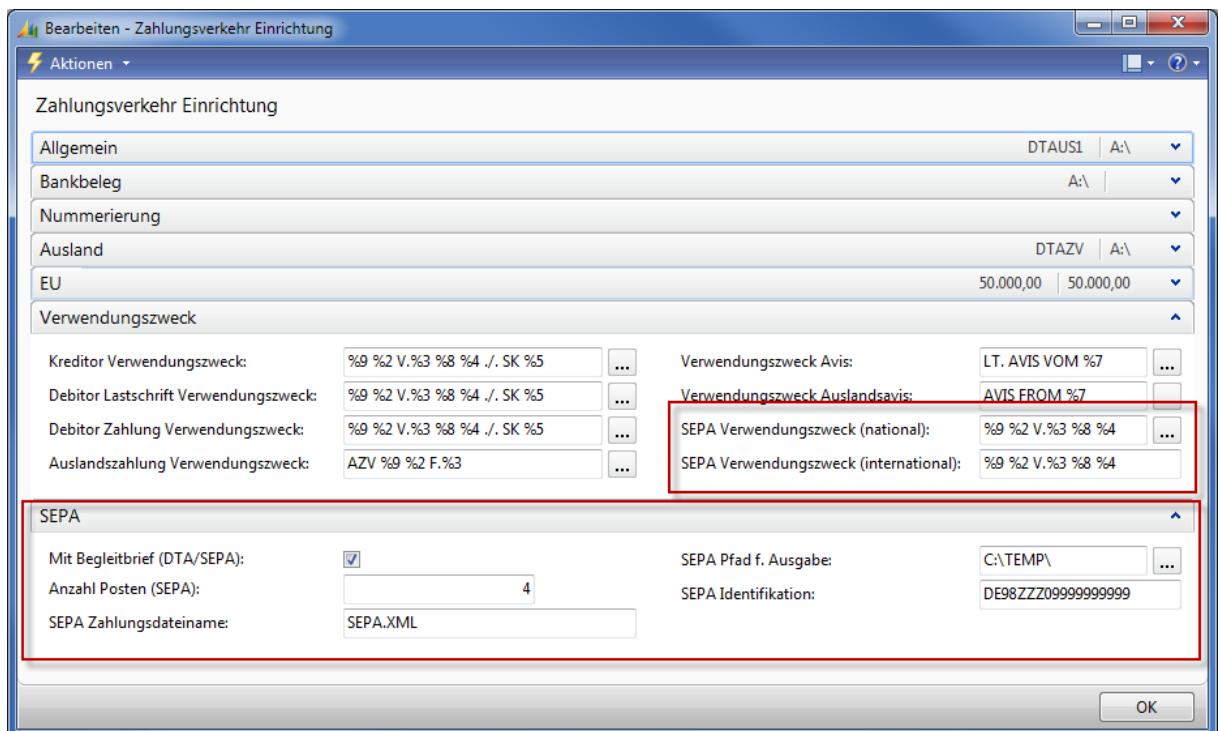 Bearbeiten - Zahlungsverkehr Einrichtung
Aktionen
Zahlungsverkehr Einrichtung
Allgemein DTAUS1 A:\
Bankbeleg A:\
Nummerierung
Ausland DTAZV A:\
EU 50.000,00 50.000,00
Verwendungszweck
Kreditor Verwendungszweck: %9 %2 V.%3 %8 %4 ./. SK %5 ... Verwendungszweck Avis: LT. AVIS VOM %7 ...
Debitor Lastschrift Verwendungszweck: %9 %2 V.%3 %8 %4 ./. SK %5 ... Verwendungszweck Auslandsavis: AVIS FROM %7
Debitor Zahlung Verwendungszweck: %9 %2 V.%3 %8 %4 ./. SK %5 ... SEPA Verwendungszweck (national): %9 %2 V.%3 %8 %4 ...
Auslandszahlung Verwendungszweck: AZV %9 %2 F.%3 ... SEPA Verwendungszweck (international): %9 %2 V.%3 %8 %4
SEPA
Mit Begleitbrief (DTA/SEPA): SEPA Pfad f. Ausgabe: C:\TEMP\ ...
Anzahl Posten (SEPA): 4 SEPA Identifikation: DE98ZZZ09999999999
SEPA Zahlungsdateiname: SEPA.XML
OK